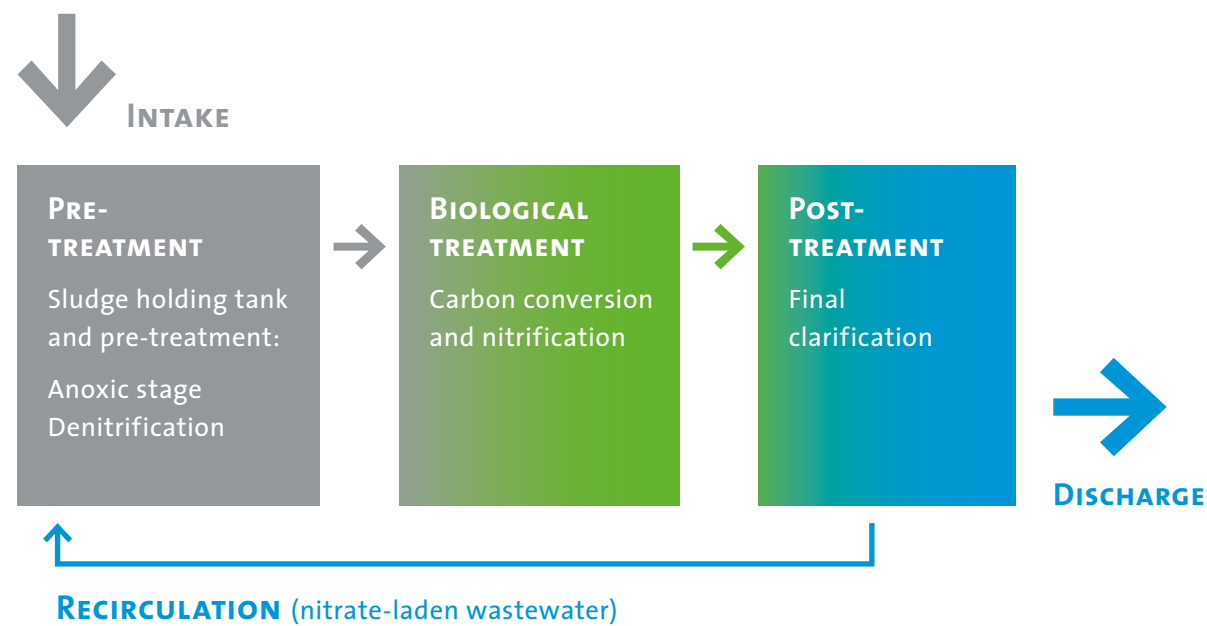 INTAKE
PRE-
TREATMENT
Sludge holding tank
and pre-treatment:
Anoxic stage
Denitrification
BIOLOGICAL
TREATMENT
Carbon conversion
and nitrification
POST-
TREATMENT
Final
clarification
DISCHARGE
RECIRCULATION (nitrate-laden wastewater)